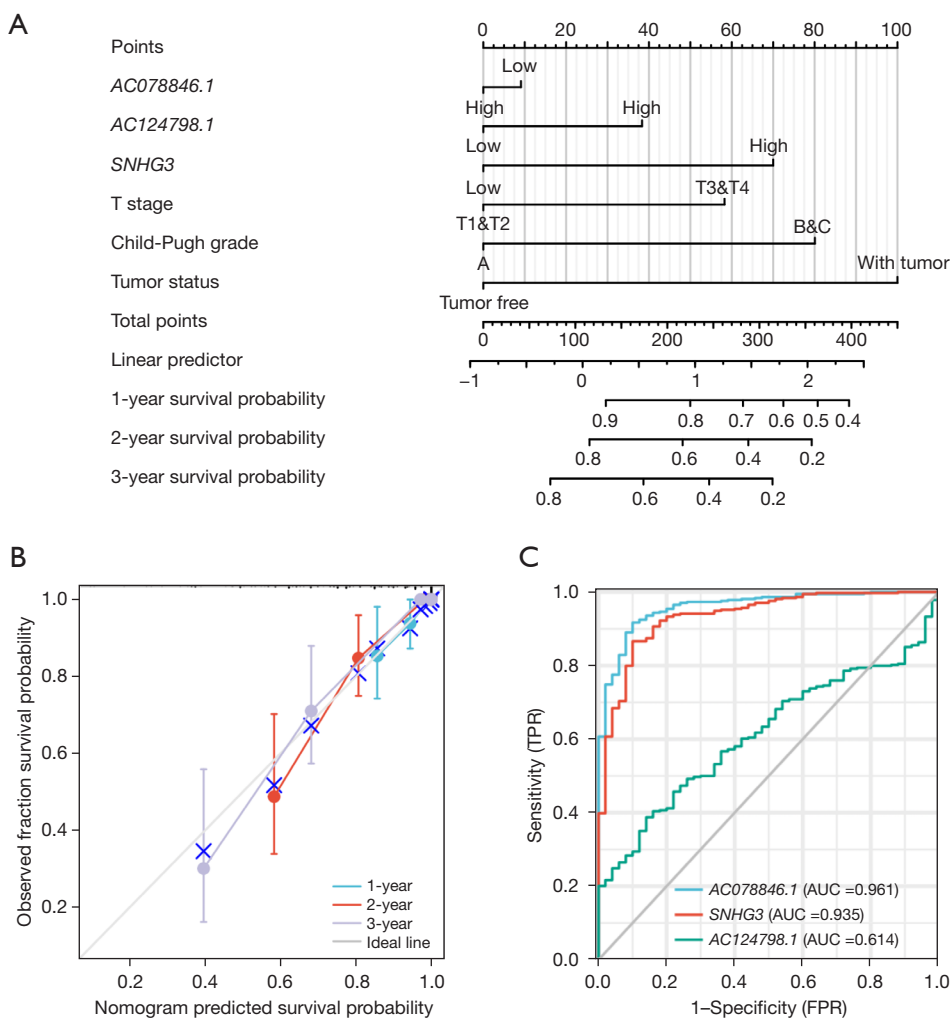 A
Points
0 20 40 60 80 100
Low
AC078846.1
High High
AC124798.1
Low High
SNHG3
Low T3&T4
T stage
T1&T2 B&C
Child-Pugh grade
A With tumor
Tumor status
Tumor free
Total points
0 100 200 300 400
Linear predictor
−1 0 1 2
1-year survival probability
0.9 0.8 0.7 0.6 0.5 0.4
2-year survival probability
0.8 0.6 0.4 0.2
3-year survival probability
0.8 0.6 0.4 0.2
B
Observed fraction survival probability
1.0
0.8
0.6
0.4
0.2
1-year
2-year
3-year
Ideal line
0.2 0.4 0.6 0.8 1.0
Nomogram predicted survival probability
C
Sensitivity (TPR)
1.0
0.8
0.6
0.4
0.2
0.0
AC078846.1 (AUC =0.961)
SNHG3 (AUC =0.935)
AC124798.1 (AUC =0.614)
0.0 0.2 0.4 0.6 0.8 1.0
1–Specificity (FPR)